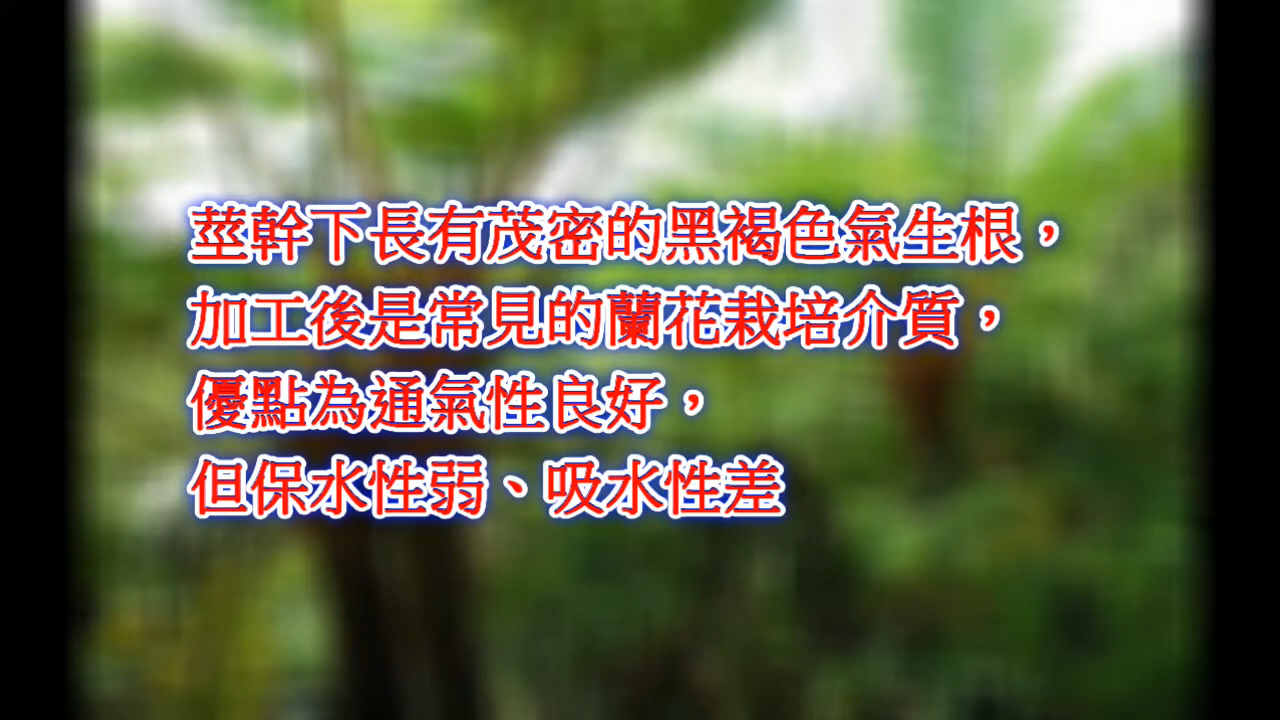 莖幹下長有茂密的黑褐色氣生根，
加工後是常見的蘭花栽培介質，
優點為通氣性良好，
但保水性弱、吸水性差